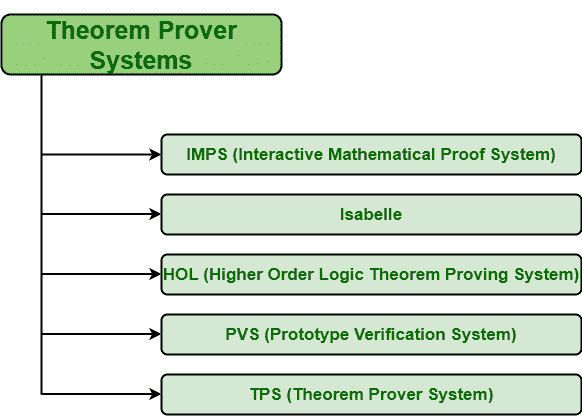 Theorem Prover
Systems
IMPS (Interactive Mathematical Proof System)
Isabelle
HOL (Higher Order Logic Theorem Proving System)
PVS (Prototype Verification System)
TPS (Theorem Prover System)